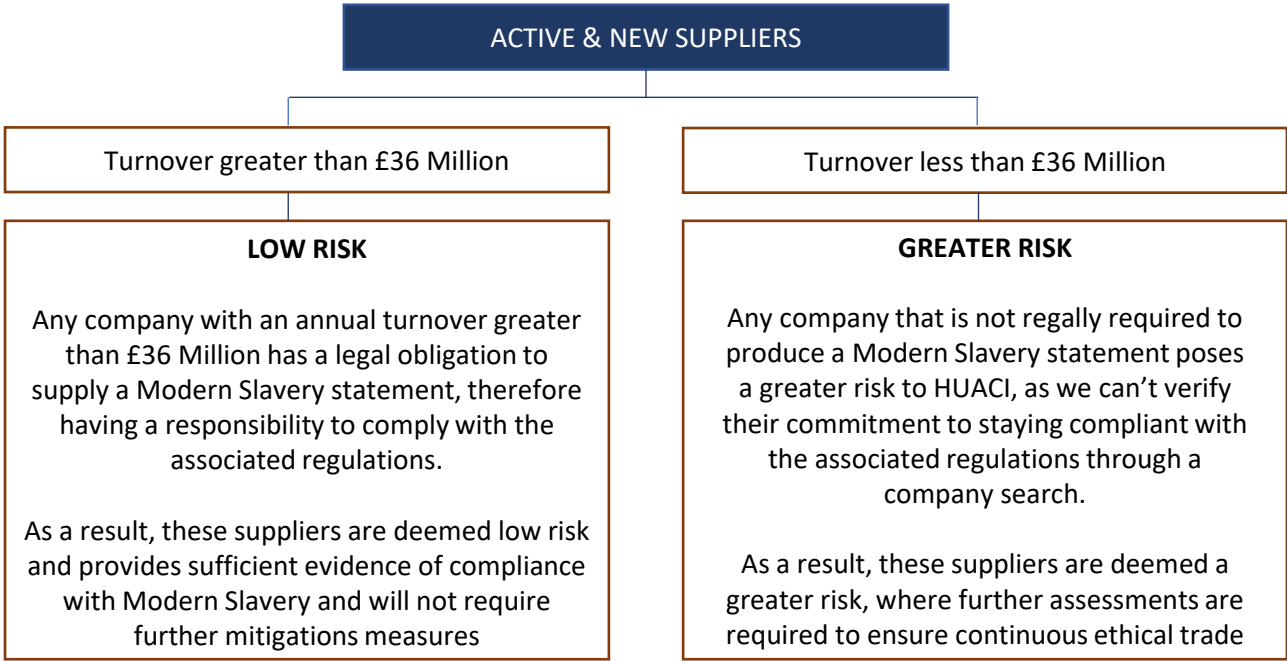 ACTIVE & NEW SUPPLIERS
Turnover greater than £36 Million
LOW RISK
Any company with an annual turnover greater
than £36 Million has a legal obligation to
supply a Modern Slavery statement, therefore
having a responsibility to comply with the
associated regulations.
As a result, these suppliers are deemed low risk
and provides sufficient evidence of compliance
with Modern Slavery and will not require
further mitigations measures
Turnover less than £36 Million
GREATER RISK
Any company that is not regally required to
produce a Modern Slavery statement poses
a greater risk to HUACI, as we can’t verify
their commitment to staying compliant with
the associated regulations through a
company search.
As a result, these suppliers are deemed a
greater risk, where further assessments are
required to ensure continuous ethical trade